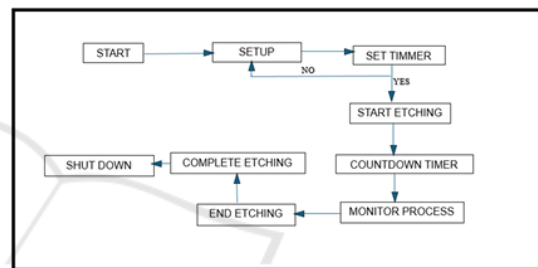 START
SETUP
SET TIMMER
NO
YES
START ETCHING
COUNTDOWN TIMER
MONITOR PROCESS
END ETCHING
COMPLETE ETCHING
SHUT DOWN